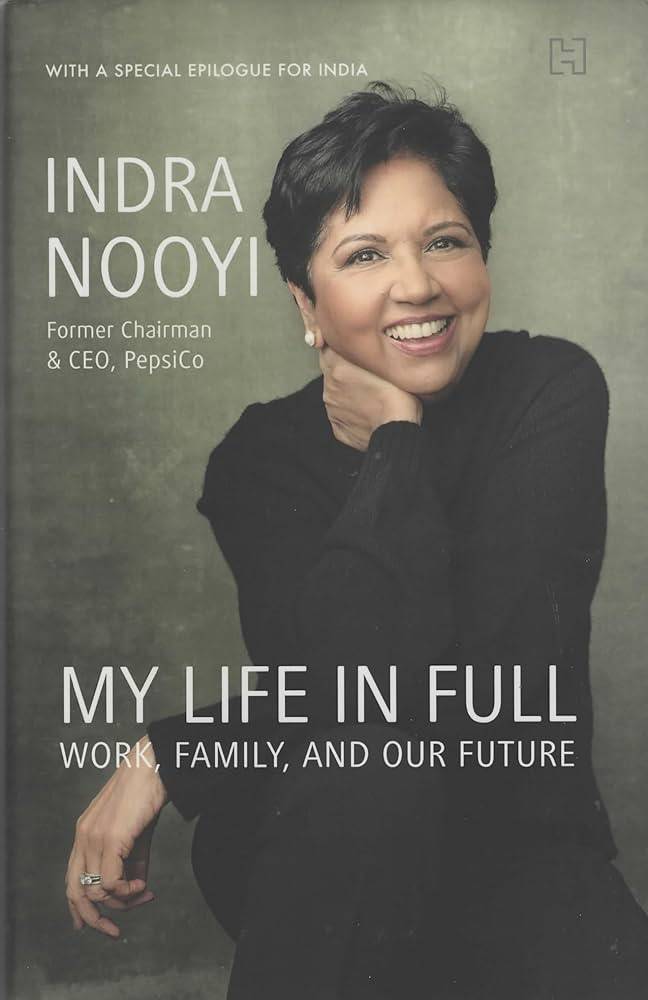 WITH A SPECIAL EPILOGUE FOR INDIA
INDRA
NOOYI
Former Chairman
& CEO, PepsiCo
MY LIFE IN FULL
WORK, FAMILY, AND OUR FUTURE